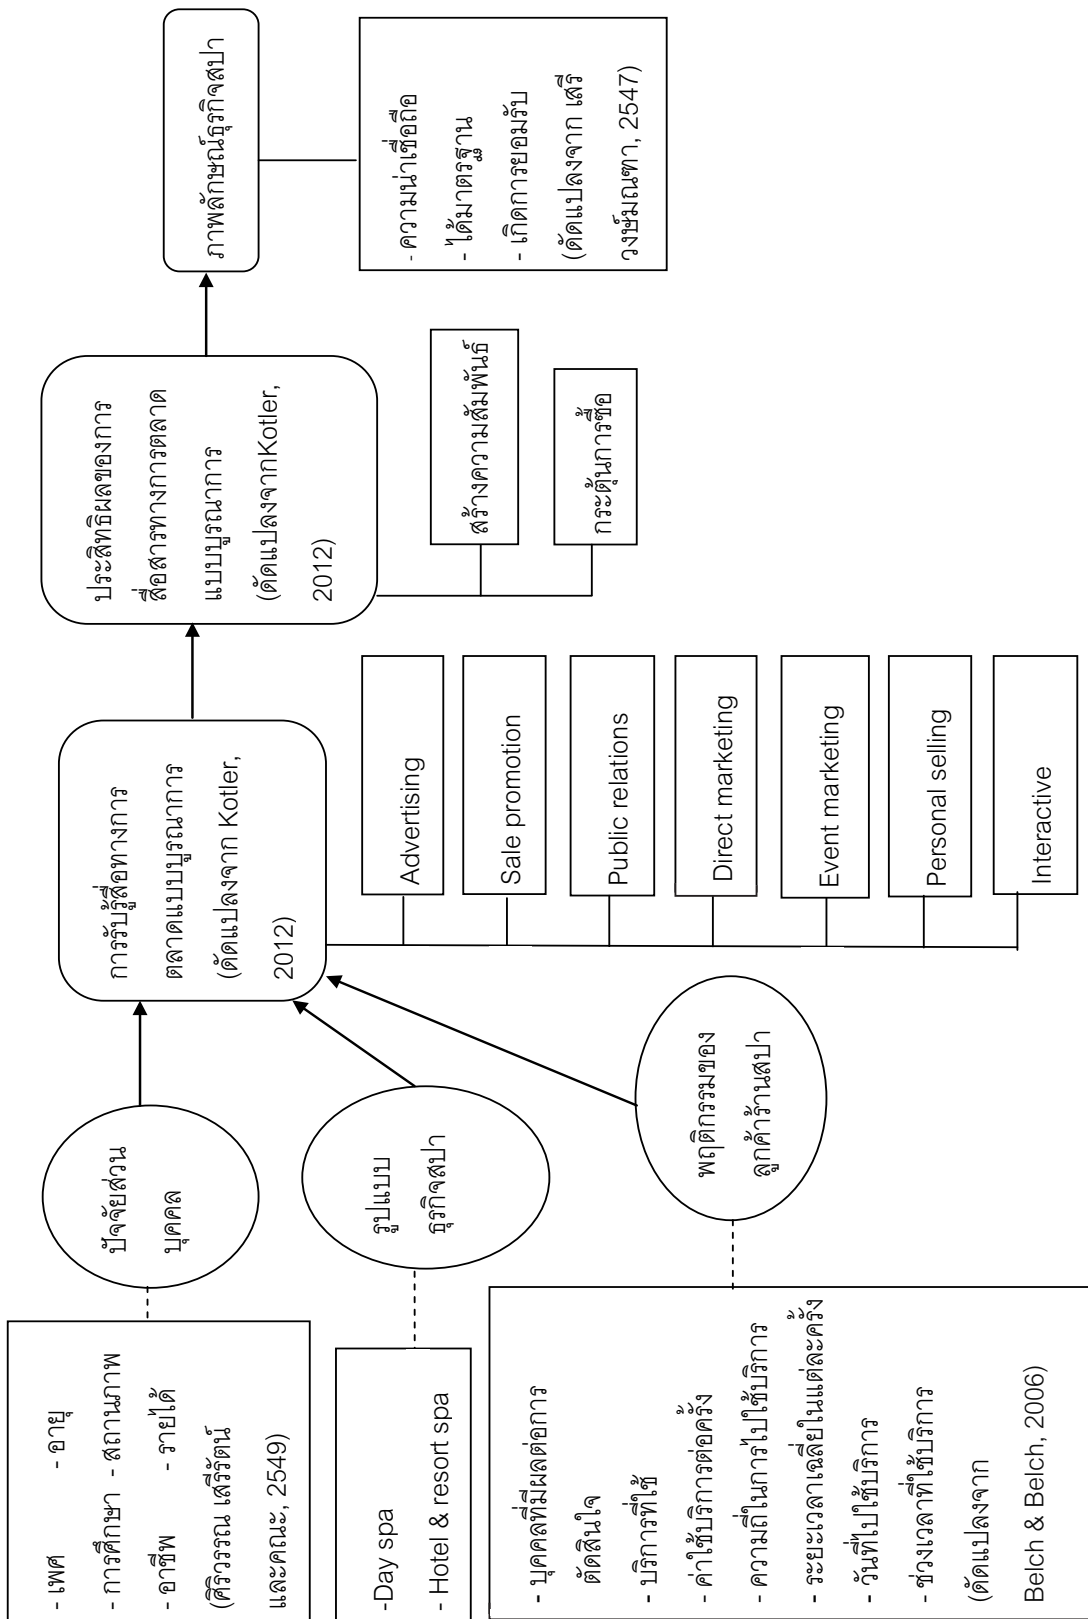 - เพศ - อายุ
- การศึกษา - สถานภาพ
- อาชีพ - รายได้
(ศิริวรรณ เสรีรัตน์
และคณะ, 2549)
ปัจจัยส่วน
บุคคล
-Day spa
- Hotel & resort spa
รูปแบบ
ธุรกิจสปา
- บุคคลที่มีผลต่อการ
ตัดสินใจ
- บริการที่ใช้
- ค่าใช้บริการต่อครั้ง
- ความถี่ในการไปใช้บริการ
- ระยะเวลาเฉลี่ยในแต่ละครั้ง
- วันที่ไปใช้บริการ
- ช่วงเวลาที่ใช้บริการ
(ดัดแปลงจาก
Belch & Belch, 2006)
พฤติกรรมของ
ลูกค้าร้านสปา
การรับรู้สื่อทางการ
ตลาดแบบบูรณาการ
(ดัดแปลงจาก Kotler,
2012)
Advertising
Sale promotion
Public relations
Direct marketing
Event marketing
Personal selling
Interactive
ประสิทธิผลของการ
สื่อสารทางการตลาด
แบบบูรณาการ
(ดัดแปลงจากKotler,
2012)
สร้างความสัมพันธ์
กระตุ้นการซื้อ
ภาพลักษณ์ธุรกิจสปา
- ความน่าเชื่อถือ
- ได้มาตรฐาน
- เกิดการยอมรับ
(ดัดแปลงจาก เสรี
วงษ์มณฑา, 2547)